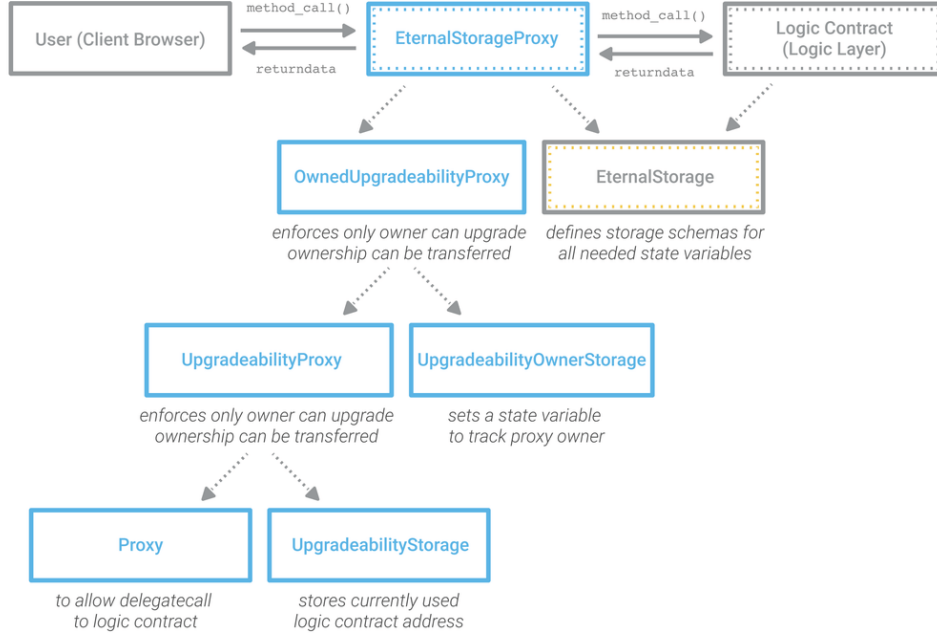 method_call()
method_call()
User (Client Browser)
EternalStorageProxy
Logic Contract
(Logic Layer)
returndata
returndata
OwnedUpgradeabilityProxy
EternalStorage
enforces only owner can upgrade
ownership can be transferred
defines storage schemas for
all needed state variables
UpgradeabilityProxy
UpgradeabilityOwnerStorage
enforces only owner can upgrade
ownership can be transferred
sets a state variable
to track proxy owner
Proxy
UpgradeabilityStorage
to allow delegatecall
to logic contract
stores currently used
logic contract address